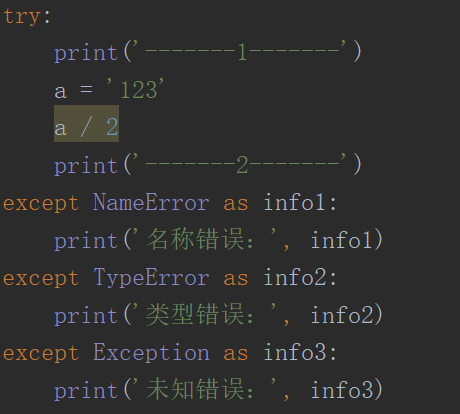 try:
    print('-------1-------')
    a = '123'
    a / 2
    print('-------2-------')
except NameError as info1:
    print('名称错误：', info1)
except TypeError as info2:
    print('类型错误：', info2)
except Exception as info3:
    print('未知错误：', info3)